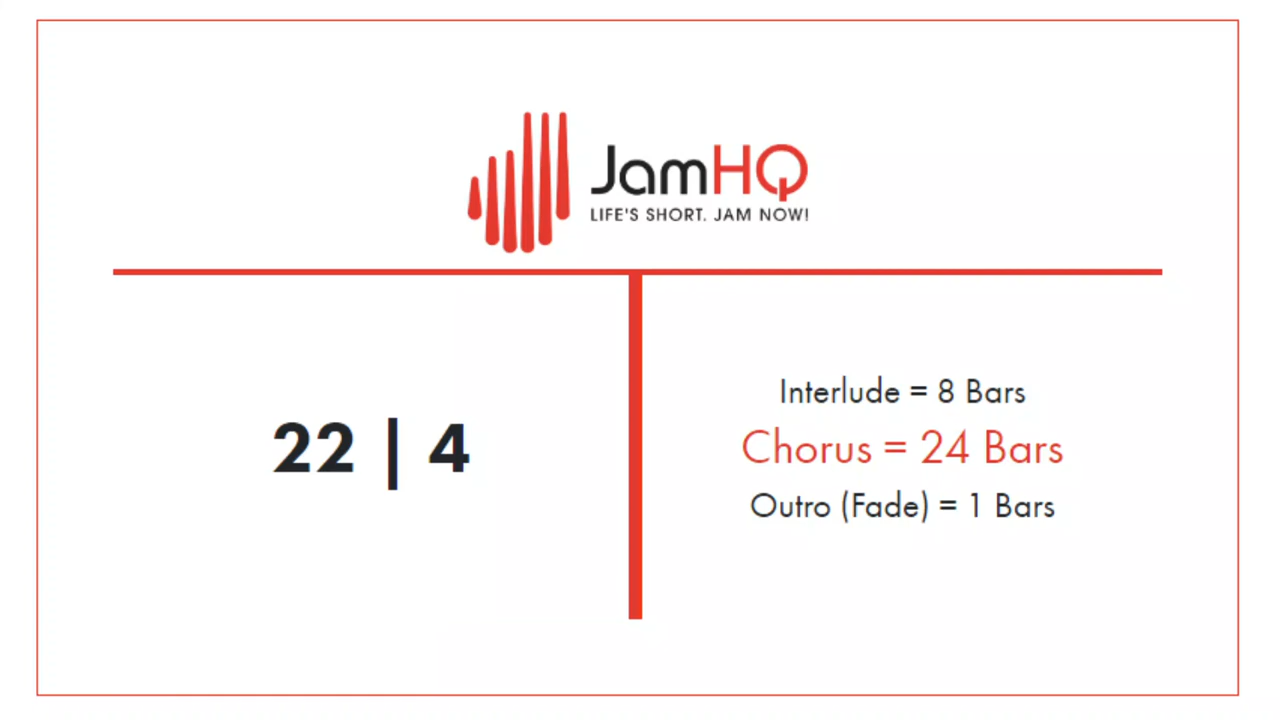 JamHQ
LIFE'S SHORT. JAM NOW!
22 | 4
Interlude = 8 Bars
Chorus = 24 Bars
Outro (Fade) = 1 Bars